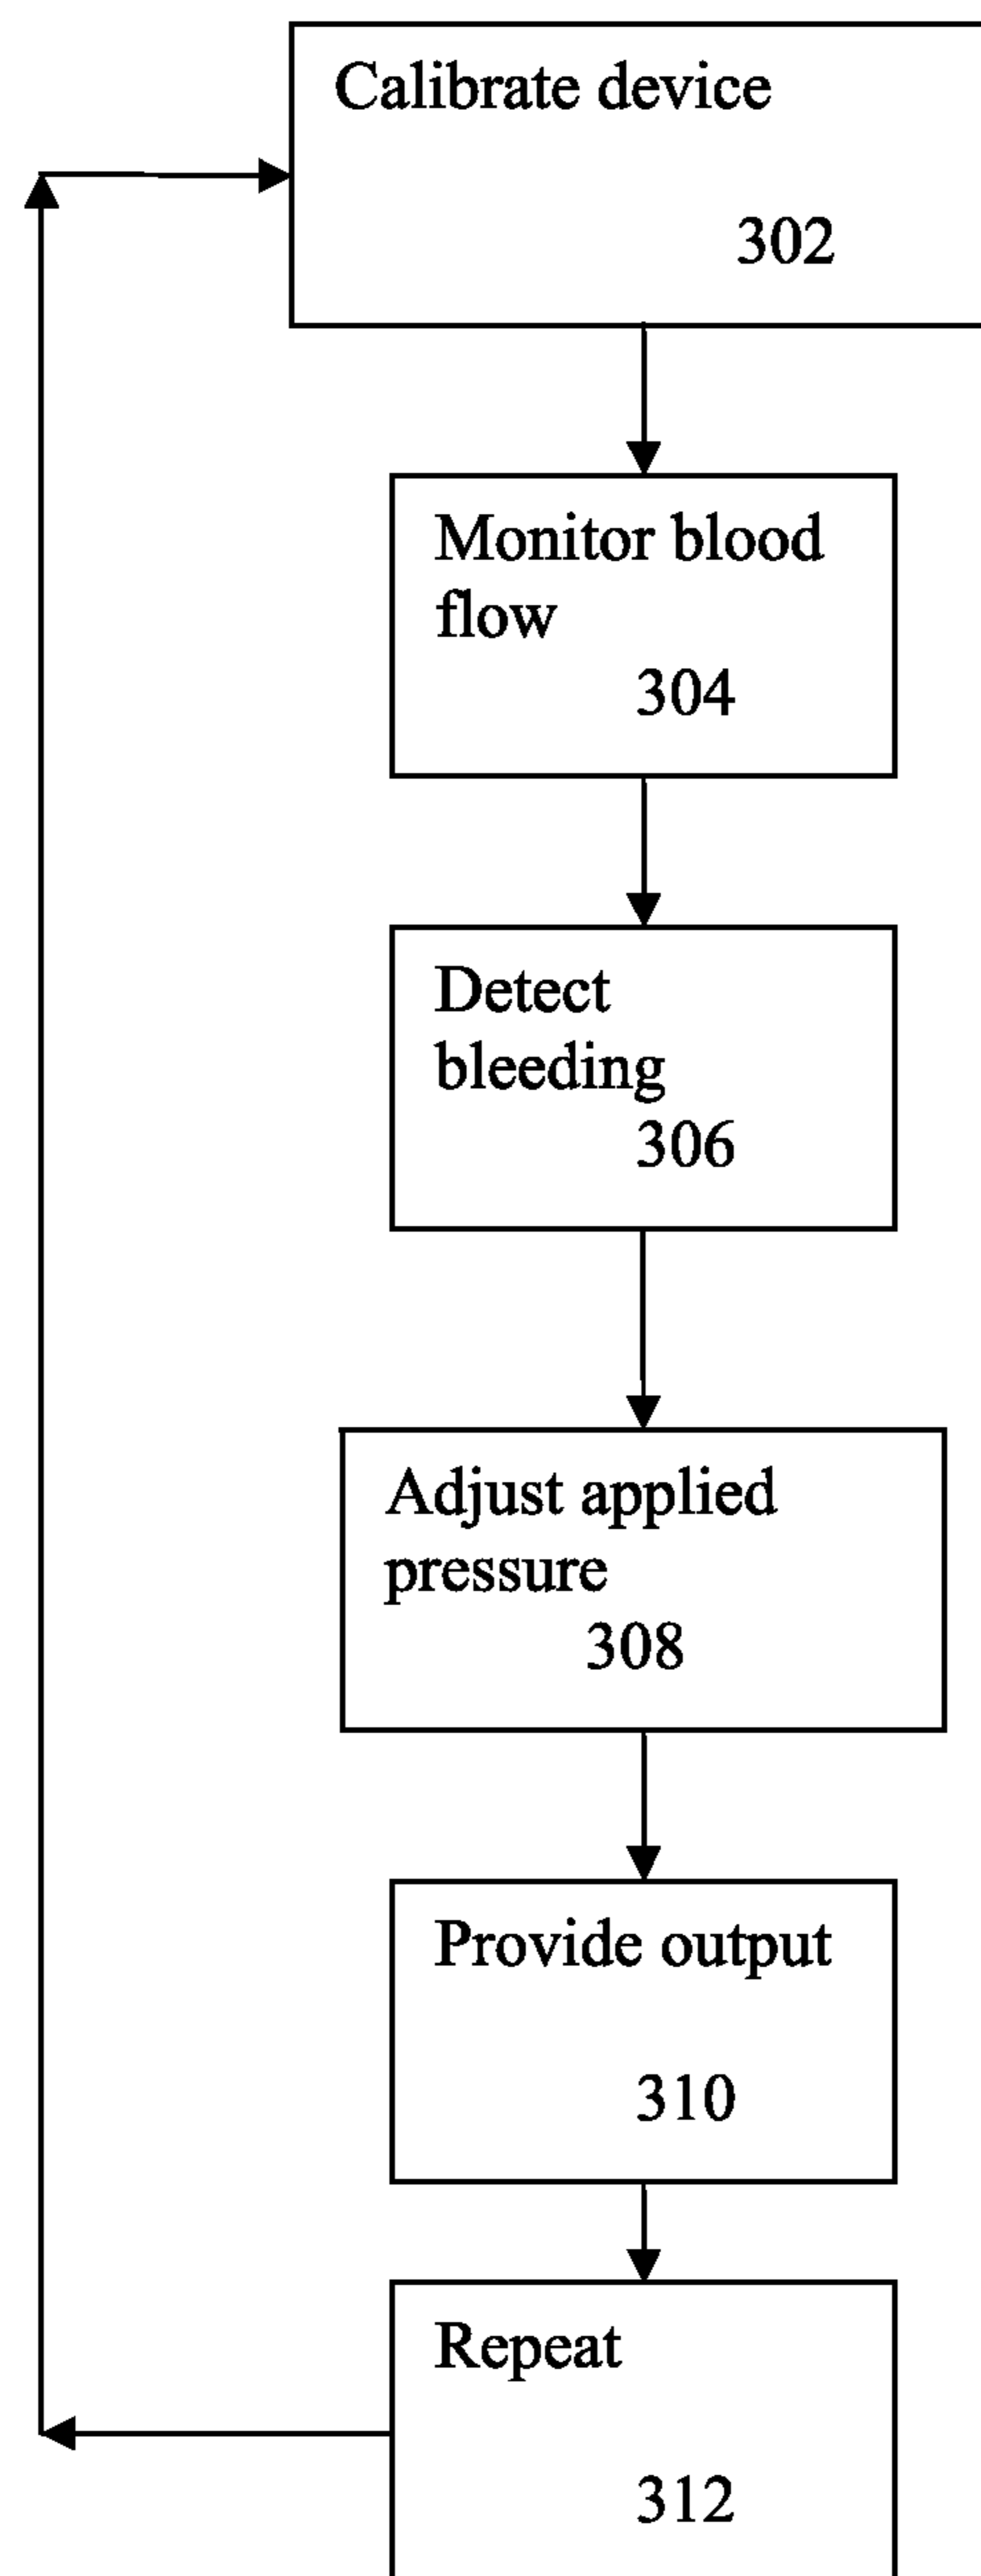 Calibrate device
302
Monitor blood
flow
304
Detect
bleeding
306
Adjust applied
pressure
308
Provide output
310
Repeat
312